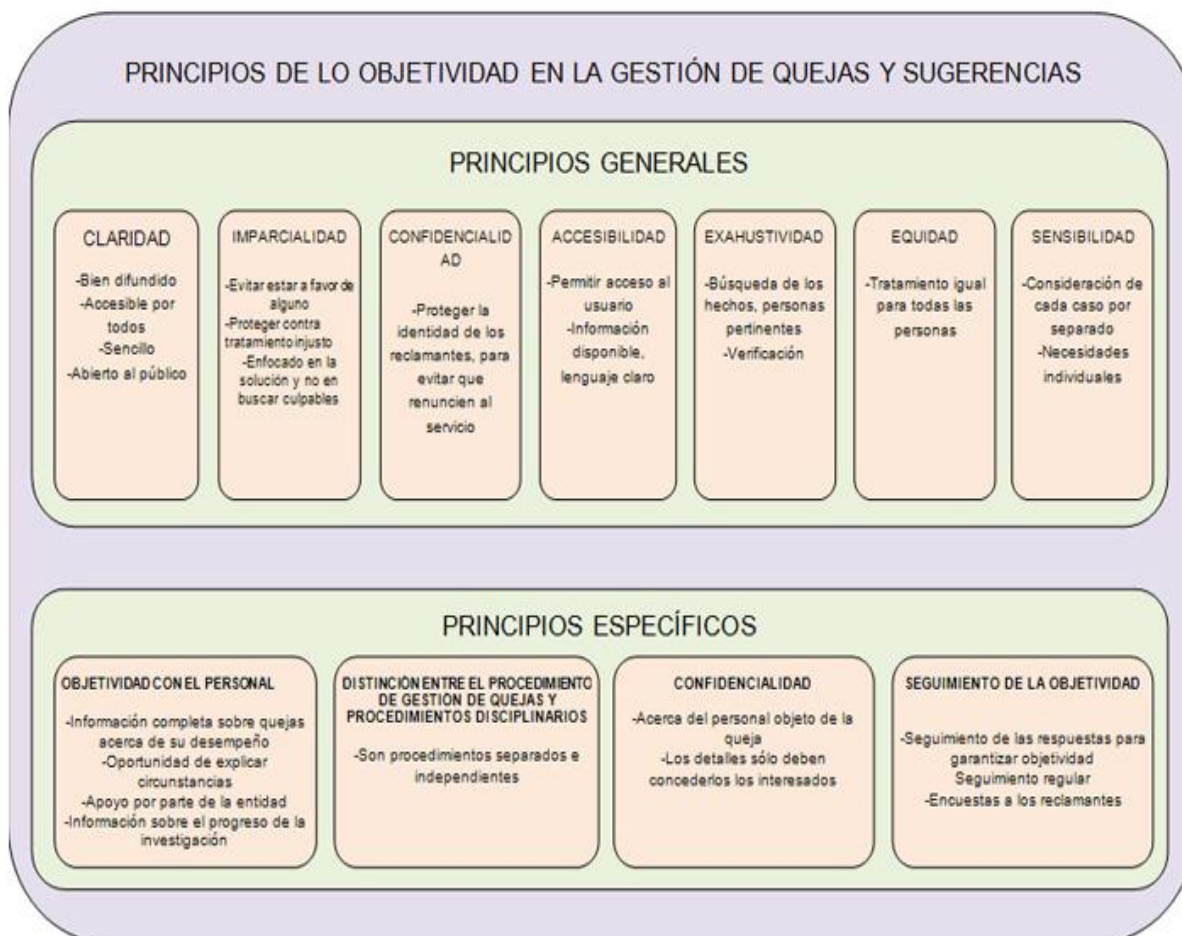 PRINCIPIOS DE LO OBJETIVIDAD EN LA GESTIÓN DE QUEJAS Y SUGERENCIAS
PRINCIPIOS GENERALES
CLARIDAD
-Bien difundido
-Accesible por
todos
-Sencillo
-Abierto al público
IMPARCIALIDAD
-Evitar estar a favor de
alguno
-Proteger contra
tratamiento injusto
-Enfocado en la
solución y no en
buscar culpables
CONFIDENCIALID
AD
-Proteger la
identidad de los
reclamantes, para
evitar que
renuncien al
servicio
ACCESIBILIDAD
-Permitir acceso al
usuario
-Información
disponible,
lenguaje claro
EXAHUSTIVIDAD
-Búsqueda de los
hechos, personas
pertinentes
-Verificación
EQUIDAD
-Tratamiento igual
para todas las
personas
SENSIBILIDAD
-Consideración de
cada caso por
separado
-Necesidades
individuales
PRINCIPIOS ESPECÍFICOS
OBJETIVIDAD CON EL PERSONAL
-Información completa sobre quejas
acerca de su desempeño
-Oportunidad de explicar
circunstancias
-Apoyo por parte de la entidad
-Información sobre el progreso de la
investigación
DISTINCIÓN ENTRE EL PROCEDIMIENTO
DE GESTIÓN DE QUEJAS Y
PROCEDIMIENTOS DISCIPLINARIOS
-Son procedimientos separados e
independientes
CONFIDENCIALIDAD
-Acerca del personal objeto de la
queja
-Los detalles sólo deben
concederlos los interesados
SEGUIMIENTO DE LA OBJETIVIDAD
-Seguimiento de las respuestas para
garantizar objetividad
Seguimiento regular
-Encuestas a los reclamantes